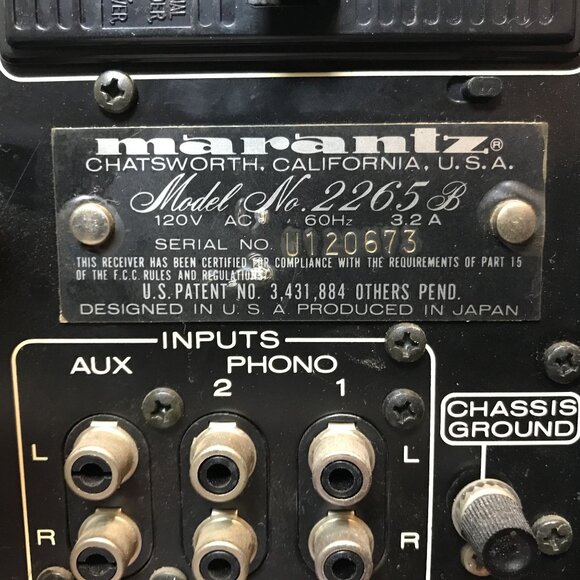 marantz®
CHATSWORTH, CALIFORNIA, U.S.A.
Model No. 2265 B
120V AC 60Hz 3.2 A
SERIAL NO. U120673
THIS RECEIVER HAS BEEN CERTIFIED FOR COMPLIANCE WITH THE REQUIREMENTS OF PART 15
OF THE F.C.C. RULES AND REGULATIONS.
U.S. PATENT NO. 3,431,884 OTHERS PEND.
DESIGNED IN U.S.A PRODUCED IN JAPAN
INPUTS
AUX PHONO
2 1
CHASSIS
GROUND
L L
R R